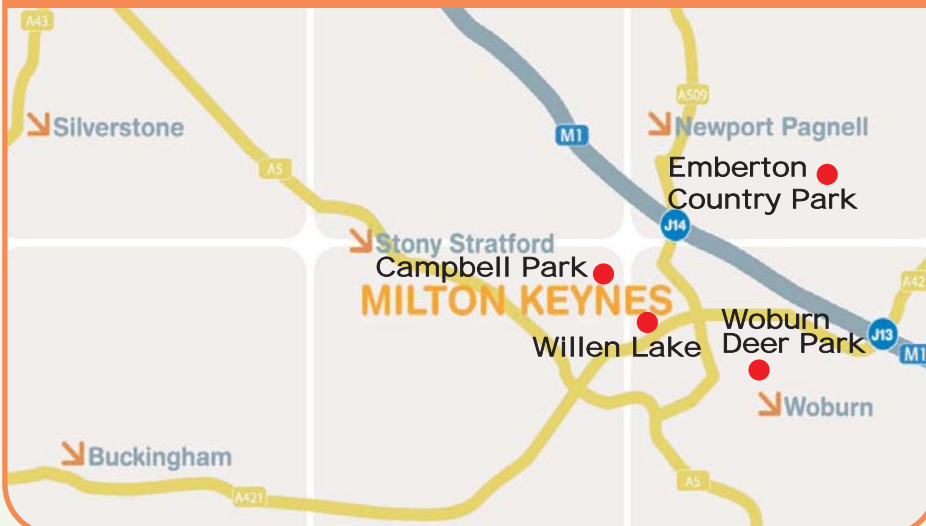 A43
Silverstone
A5
M1
A509
Newport Pagnell
Emberton
Country Park
J14
Stony Stratford
Campbell Park
MILTON KEYNES
A42
Willen Lake
Woburn
Deer Park
J13
M1
Woburn
Buckingham
A421
A5